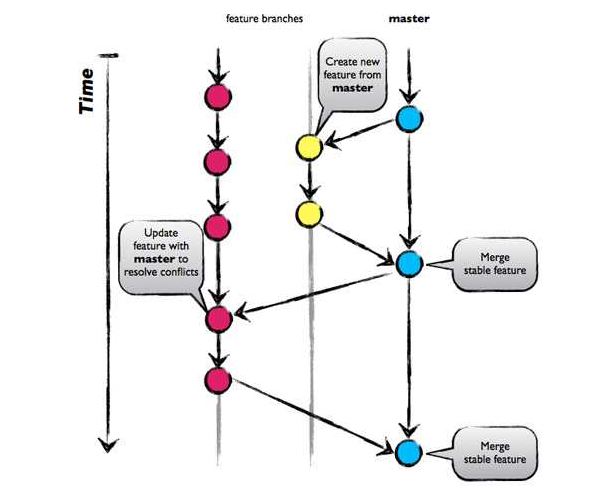 feature branches
master
Time
Create new
feature from
master
Update
feature with
master to
resolve conflicts
Merge
stable feature
Merge
stable feature